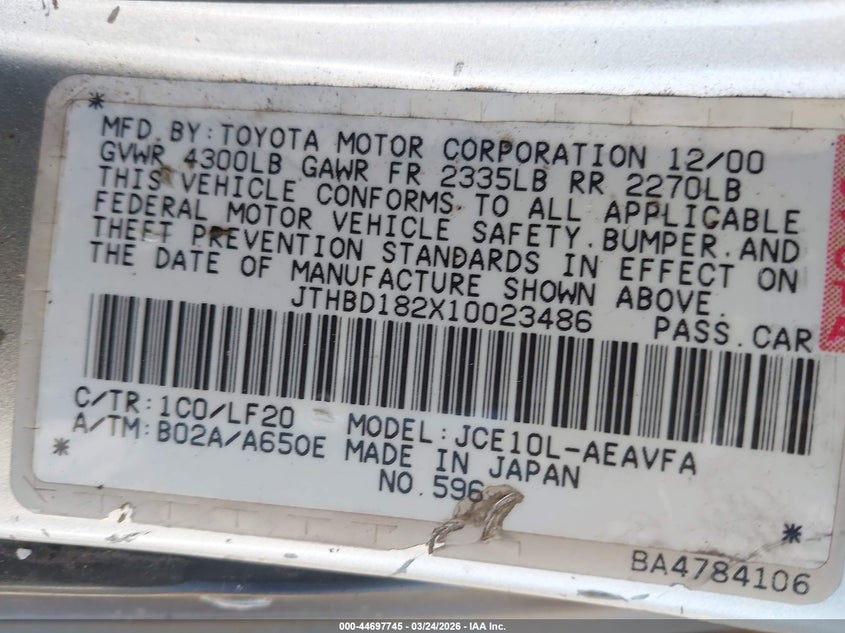 MFD.BY:TOYOTA MOTOR CORPORATION 12/00
GVWR 4300LB GAWR FR 2335LB RR 2270LB
THIS VEHICLE CONFORMS TO ALL APPLICABLE
FEDERAL MOTOR VEHICLE SAFETY.BUMPER.AND
THEFT PREVENTION STANDARDS IN EFFECT ON
THE DATE OF MANUFACTURE SHOWN ABOVE.
JTHBD182X10023486 PASS.CAR
C/TR:1C0/LF20 MODEL:JCE10L-AEAVFA
A/TM:B02A/A650E MADE IN JAPAN
NO.596
BA4784106
000-44697745 - 03/24/2026 - IAA Inc.